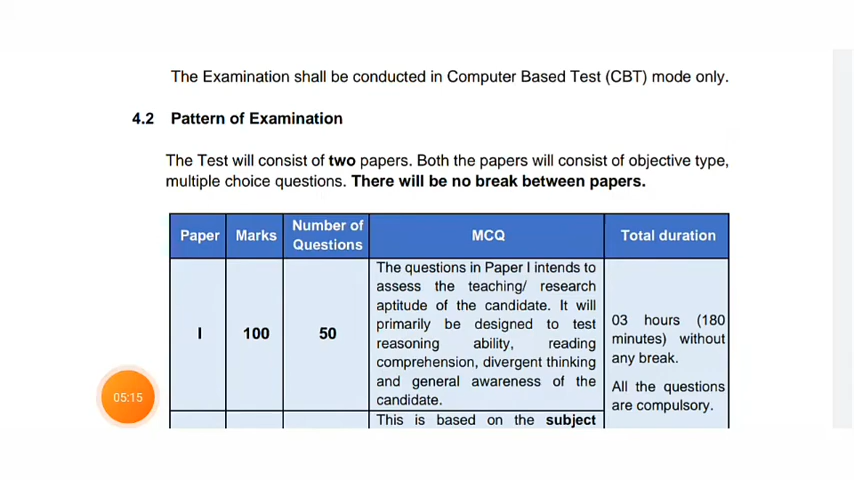 The Examination shall be conducted in Computer Based Test (CBT) mode only.
4.2 Pattern of Examination
The Test will consist of two papers. Both the papers will consist of objective type,
multiple choice questions. There will be no break between papers.
Paper
Marks
Number of
Questions
MCQ
Total duration
I
100
50
The questions in Paper I intends to
assess the teaching/ research
aptitude of the candidate. It will
primarily be designed to test
reasoning ability, reading
comprehension, divergent thinking
and general awareness of the
candidate.
03 hours (180
minutes) without
any break.
All the questions
are compulsory.
This is based on the subject
05:15